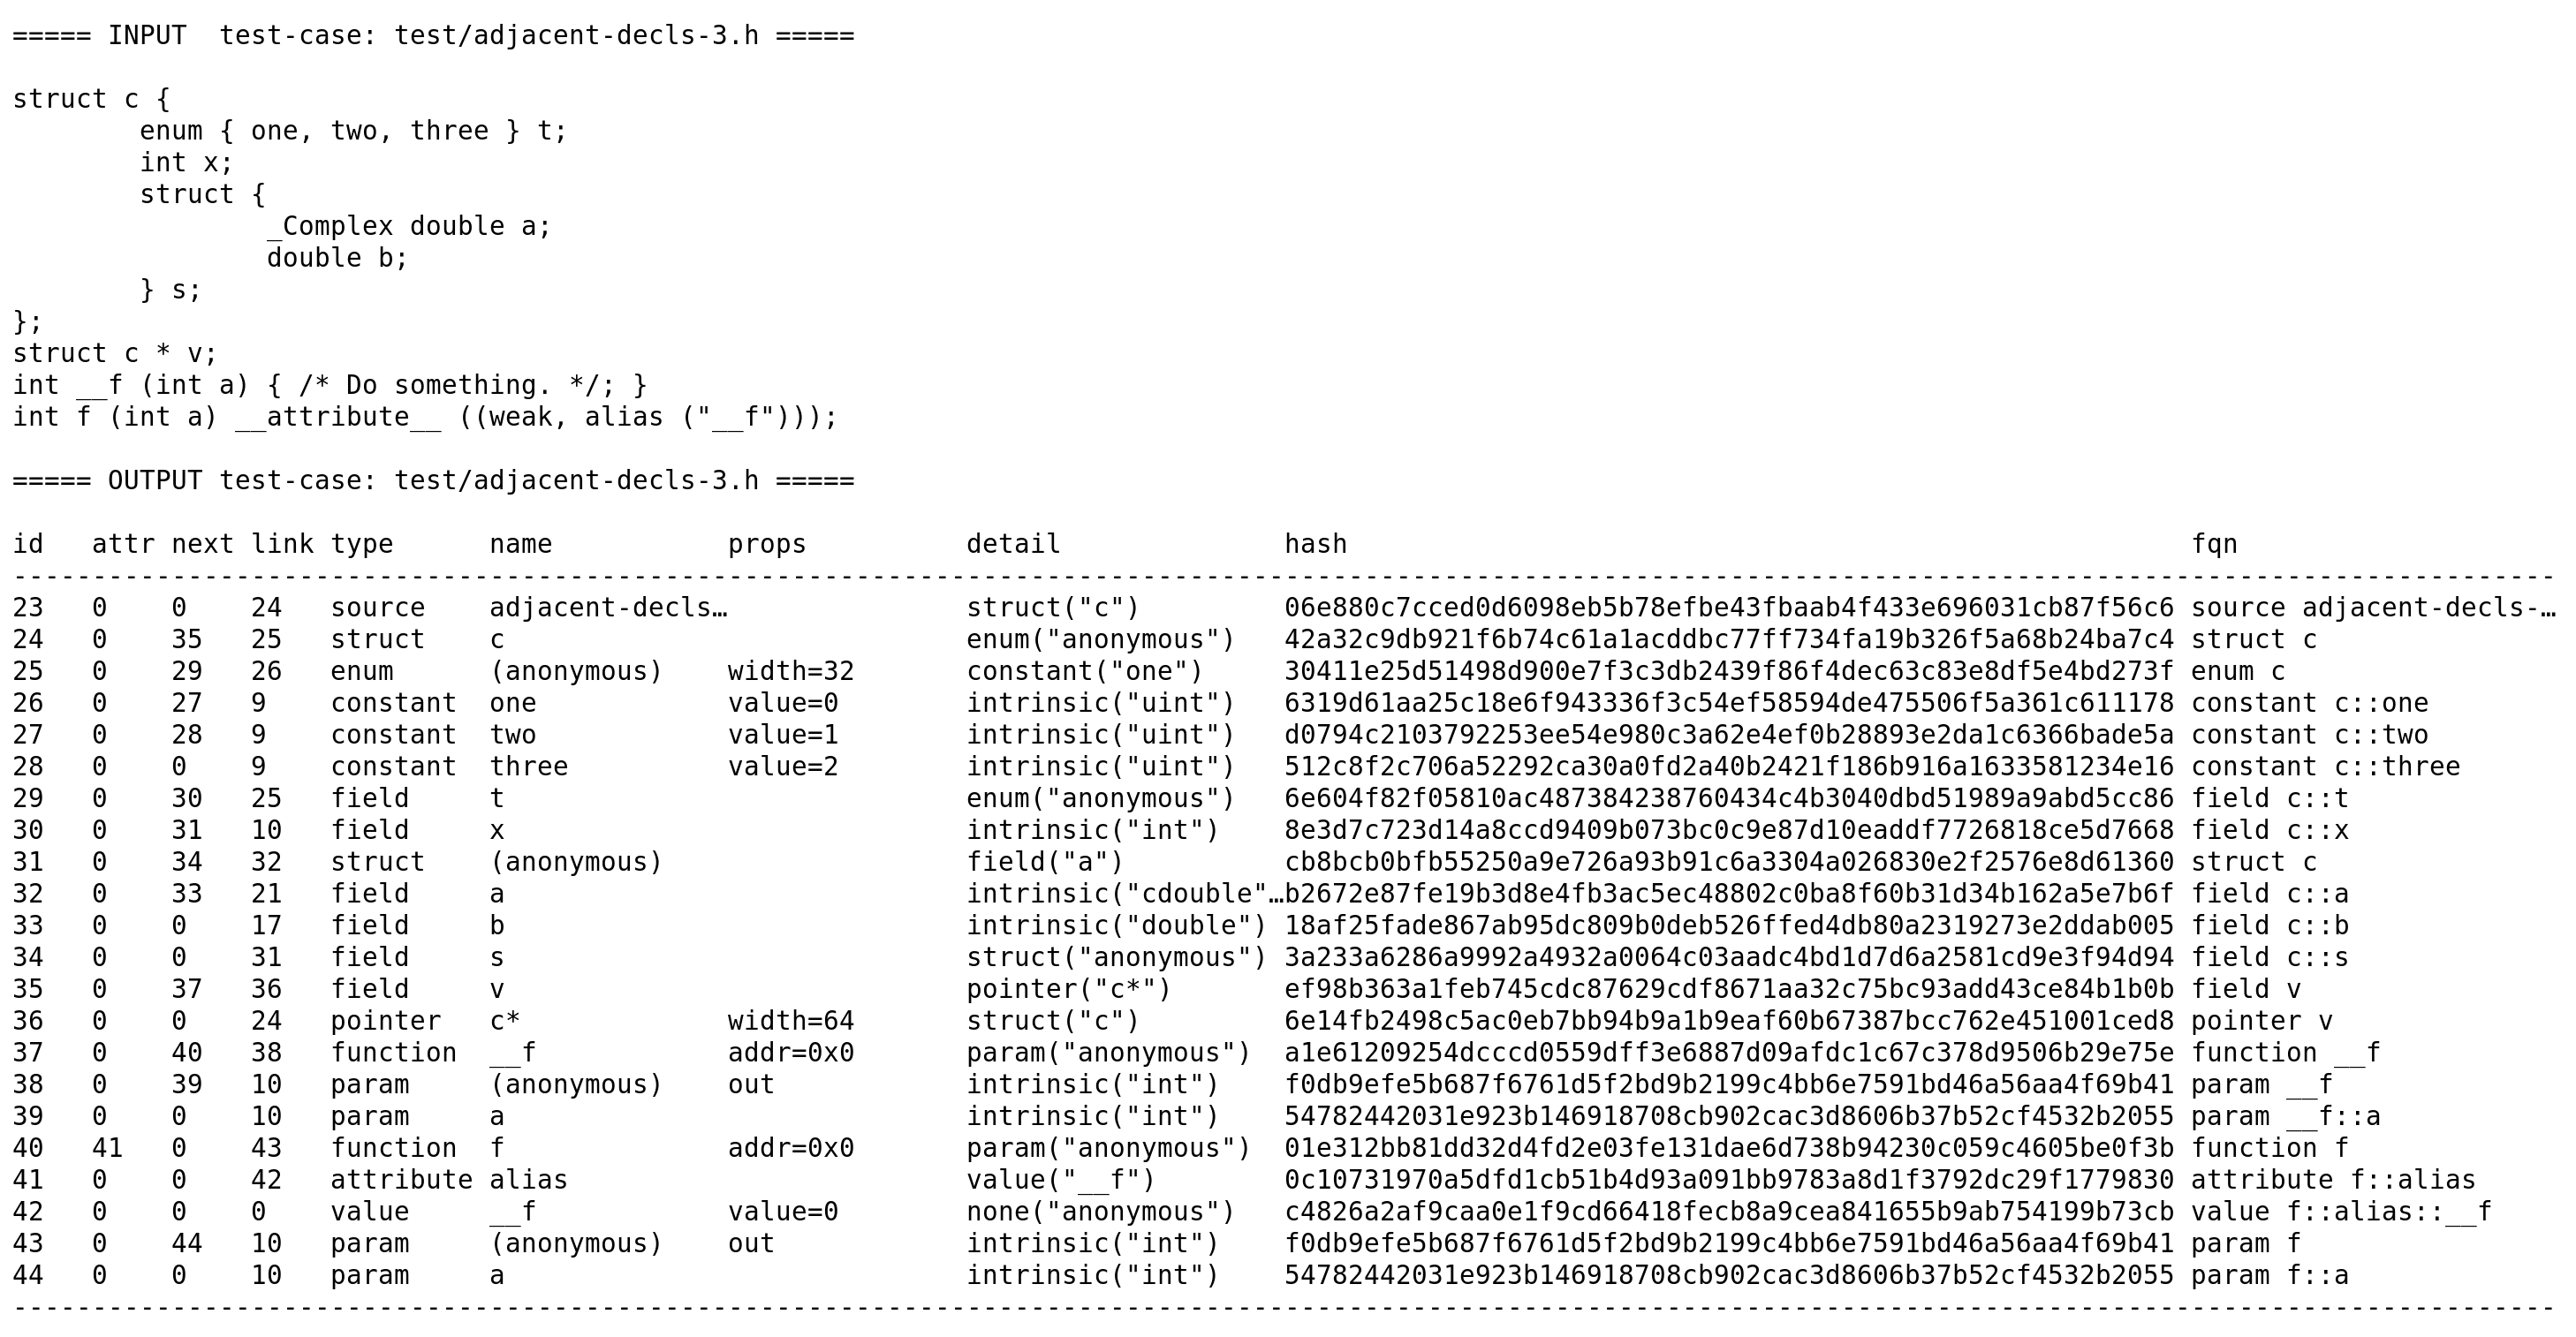 ===== INPUT  test-case: test/adjacent-decls-3.h =====

struct c {
        enum { one, two, three } t;
        int x;
        struct {
                _Complex double a;
                double b;
        } s;
};
struct c * v;
int __f (int a) { /* Do something. */; }
int f (int a) __attribute__ ((weak, alias ("__f")));

===== OUTPUT test-case: test/adjacent-decls-3.h =====

id   attr next link type      name           props          detail              hash                                                     fqn
----------------------------------------------------------------------------------------------------------------------------------------------------------------
23   0    0    24   source    adjacent-decls…               struct("c")         06e880c7cced0d6098eb5b78efbe43fbaab4f433e696031cb87f56c6 source adjacent-decls-…
24   0    35   25   struct    c                             enum("anonymous")   42a32c9db921f6b74c61a1acddbc77ff734fa19b326f5a68b24ba7c4 struct c
25   0    29   26   enum      (anonymous)    width=32       constant("one")     30411e25d51498d900e7f3c3db2439f86f4dec63c83e8df5e4bd273f enum c
26   0    27   9    constant  one            value=0        intrinsic("uint")   6319d61aa25c18e6f943336f3c54ef58594de475506f5a361c611178 constant c::one
27   0    28   9    constant  two            value=1        intrinsic("uint")   d0794c2103792253ee54e980c3a62e4ef0b28893e2da1c6366bade5a constant c::two
28   0    0    9    constant  three          value=2        intrinsic("uint")   512c8f2c706a52292ca30a0fd2a40b2421f186b916a1633581234e16 constant c::three
29   0    30   25   field     t                             enum("anonymous")   6e604f82f05810ac487384238760434c4b3040dbd51989a9abd5cc86 field c::t
30   0    31   10   field     x                             intrinsic("int")    8e3d7c723d14a8ccd9409b073bc0c9e87d10eaddf7726818ce5d7668 field c::x
31   0    34   32   struct    (anonymous)                   field("a")          cb8bcb0bfb55250a9e726a93b91c6a3304a026830e2f2576e8d61360 struct c
32   0    33   21   field     a                             intrinsic("cdouble"…b2672e87fe19b3d8e4fb3ac5ec48802c0ba8f60b31d34b162a5e7b6f field c::a
33   0    0    17   field     b                             intrinsic("double") 18af25fade867ab95dc809b0deb526ffed4db80a2319273e2ddab005 field c::b
34   0    0    31   field     s                             struct("anonymous") 3a233a6286a9992a4932a0064c03aadc4bd1d7d6a2581cd9e3f94d94 field c::s
35   0    37   36   field     v                             pointer("c*")       ef98b363a1feb745cdc87629cdf8671aa32c75bc93add43ce84b1b0b field v
36   0    0    24   pointer   c*             width=64       struct("c")         6e14fb2498c5ac0eb7bb94b9a1b9eaf60b67387bcc762e451001ced8 pointer v
37   0    40   38   function  __f            addr=0x0       param("anonymous")  a1e61209254dcccd0559dff3e6887d09afdc1c67c378d9506b29e75e function __f
38   0    39   10   param     (anonymous)    out            intrinsic("int")    f0db9efe5b687f6761d5f2bd9b2199c4bb6e7591bd46a56aa4f69b41 param __f
39   0    0    10   param     a                             intrinsic("int")    54782442031e923b146918708cb902cac3d8606b37b52cf4532b2055 param __f::a
40   41   0    43   function  f              addr=0x0       param("anonymous")  01e312bb81dd32d4fd2e03fe131dae6d738b94230c059c4605be0f3b function f
41   0    0    42   attribute alias                         value("__f")        0c10731970a5dfd1cb51b4d93a091bb9783a8d1f3792dc29f1779830 attribute f::alias
42   0    0    0    value     __f            value=0        none("anonymous")   c4826a2af9caa0e1f9cd66418fecb8a9cea841655b9ab754199b73cb value f::alias::__f
43   0    44   10   param     (anonymous)    out            intrinsic("int")    f0db9efe5b687f6761d5f2bd9b2199c4bb6e7591bd46a56aa4f69b41 param f
44   0    0    10   param     a                             intrinsic("int")    54782442031e923b146918708cb902cac3d8606b37b52cf4532b2055 param f::a
----------------------------------------------------------------------------------------------------------------------------------------------------------------